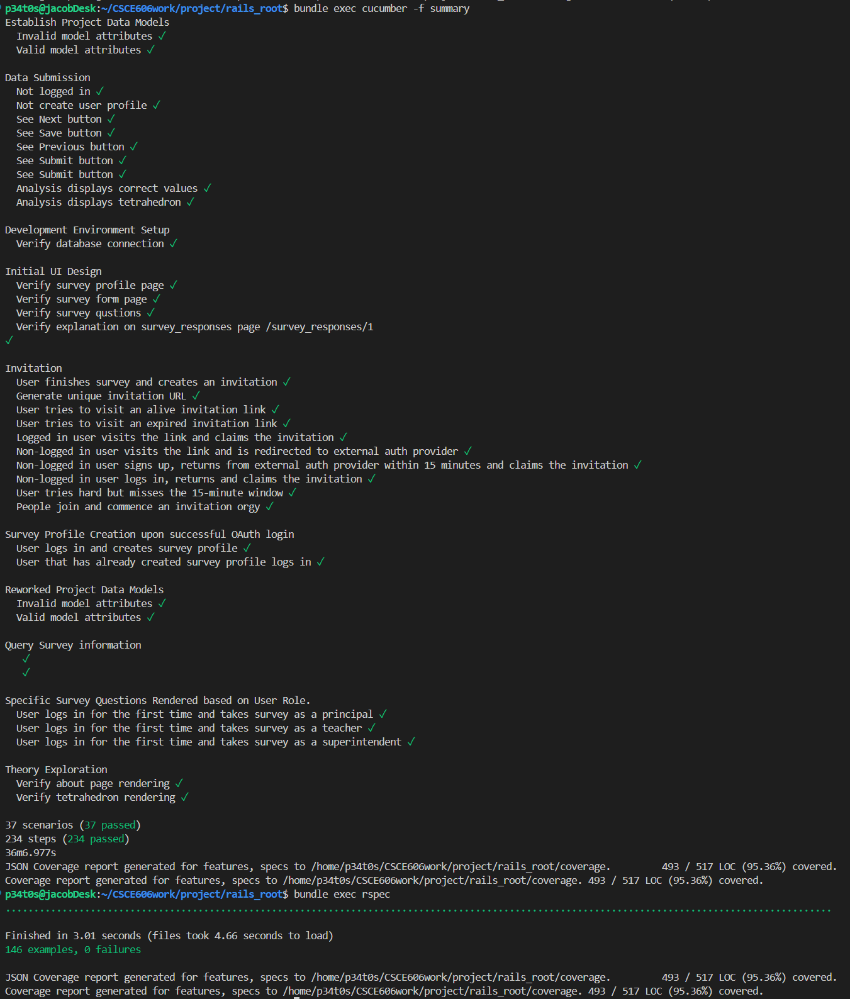 p34t0s@jacobDesk:~/CSCE606work/project/rails_root$ bundle exec cucumber -f summary
Establish Project Data Models
  Invalid model attributes ✓
  Valid model attributes ✓

Data Submission
  Not logged in ✓
  Not create user profile ✓
  See Next button ✓
  See Save button ✓
  See Previous button ✓
  See Submit button ✓
  See Submit button ✓
  Analysis displays correct values ✓
  Analysis displays tetrahedron ✓

Development Environment Setup
  Verify database connection ✓

Initial UI Design
  Verify survey profile page ✓
  Verify survey form page ✓
  Verify survey qustions ✓
  Verify explanation on survey_responses page /survey_responses/1
✓

Invitation
  User finishes survey and creates an invitation ✓
  Generate unique invitation URL ✓
  User tries to visit an alive invitation link ✓
  User tries to visit an expired invitation link ✓
  Logged in user visits the link and claims the invitation ✓
  Non-logged in user visits the link and is redirected to external auth provider ✓
  Non-logged in user signs up, returns from external auth provider within 15 minutes and claims the invitation ✓
  Non-logged in user logs in, returns and claims the invitation ✓
  User tries hard but misses the 15-minute window ✓
  People join and commence an invitation orgy ✓

Survey Profile Creation upon successful OAuth login
  User logs in and creates survey profile ✓
  User that has already created survey profile logs in ✓

Reworked Project Data Models
  Invalid model attributes ✓
  Valid model attributes ✓

Query Survey information
   ✓
   ✓

Specific Survey Questions Rendered based on User Role.
  User logs in for the first time and takes survey as a principal ✓
  User logs in for the first time and takes survey as a teacher ✓
  User logs in for the first time and takes survey as a superintendent ✓

Theory Exploration
  Verify about page rendering ✓
  Verify tetrahedron rendering ✓

37 scenarios (37 passed)
234 steps (234 passed)
36m6.977s
JSON Coverage report generated for features, specs to /home/p34t0s/CSCE606work/project/rails_root/coverage.         493 / 517 LOC (95.36%) covered.
Coverage report generated for features, specs to /home/p34t0s/CSCE606work/project/rails_root/coverage. 493 / 517 LOC (95.36%) covered.
p34t0s@jacobDesk:~/CSCE606work/project/rails_root$ bundle exec rspec
..................................................................................................................................................

Finished in 3.01 seconds (files took 4.66 seconds to load)
146 examples, 0 failures

JSON Coverage report generated for features, specs to /home/p34t0s/CSCE606work/project/rails_root/coverage.         493 / 517 LOC (95.36%) covered.
Coverage report generated for features, specs to /home/p34t0s/CSCE606work/project/rails_root/coverage. 493 / 517 LOC (95.36%) covered.